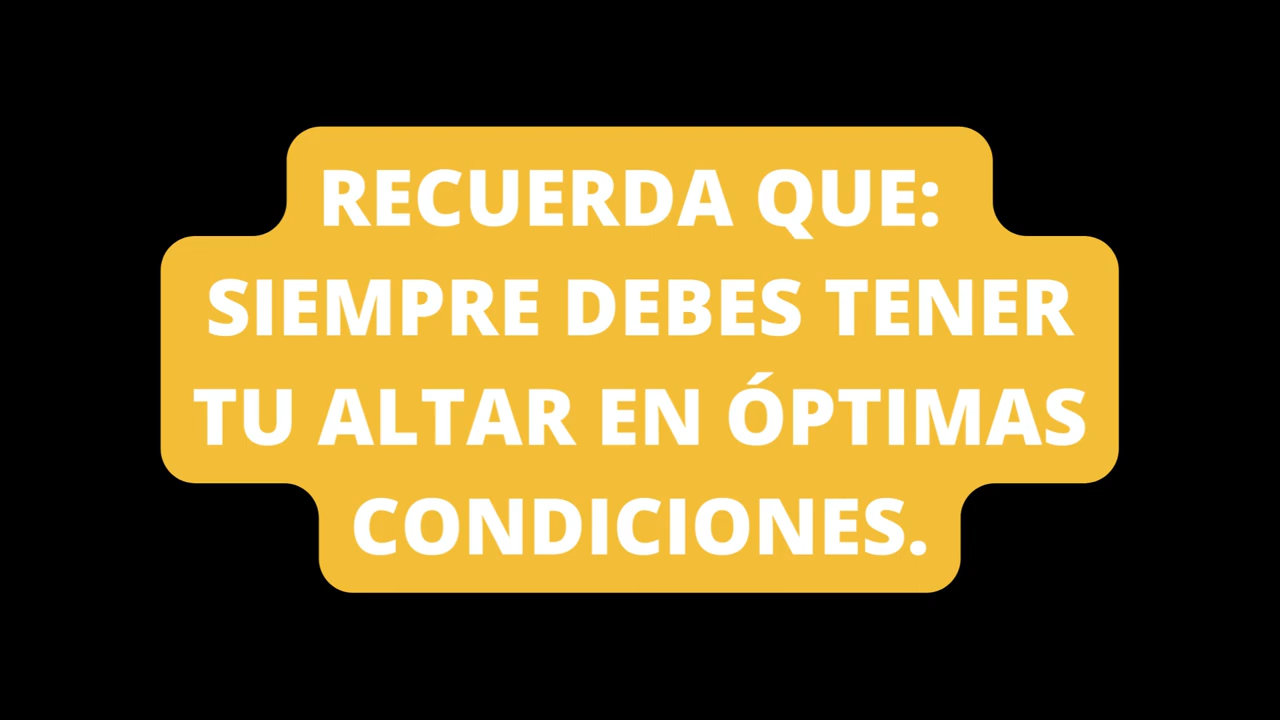 RECUERDA QUE:
SIEMPRE DEBES TENER
TU ALTAR EN ÓPTIMAS
CONDICIONES.